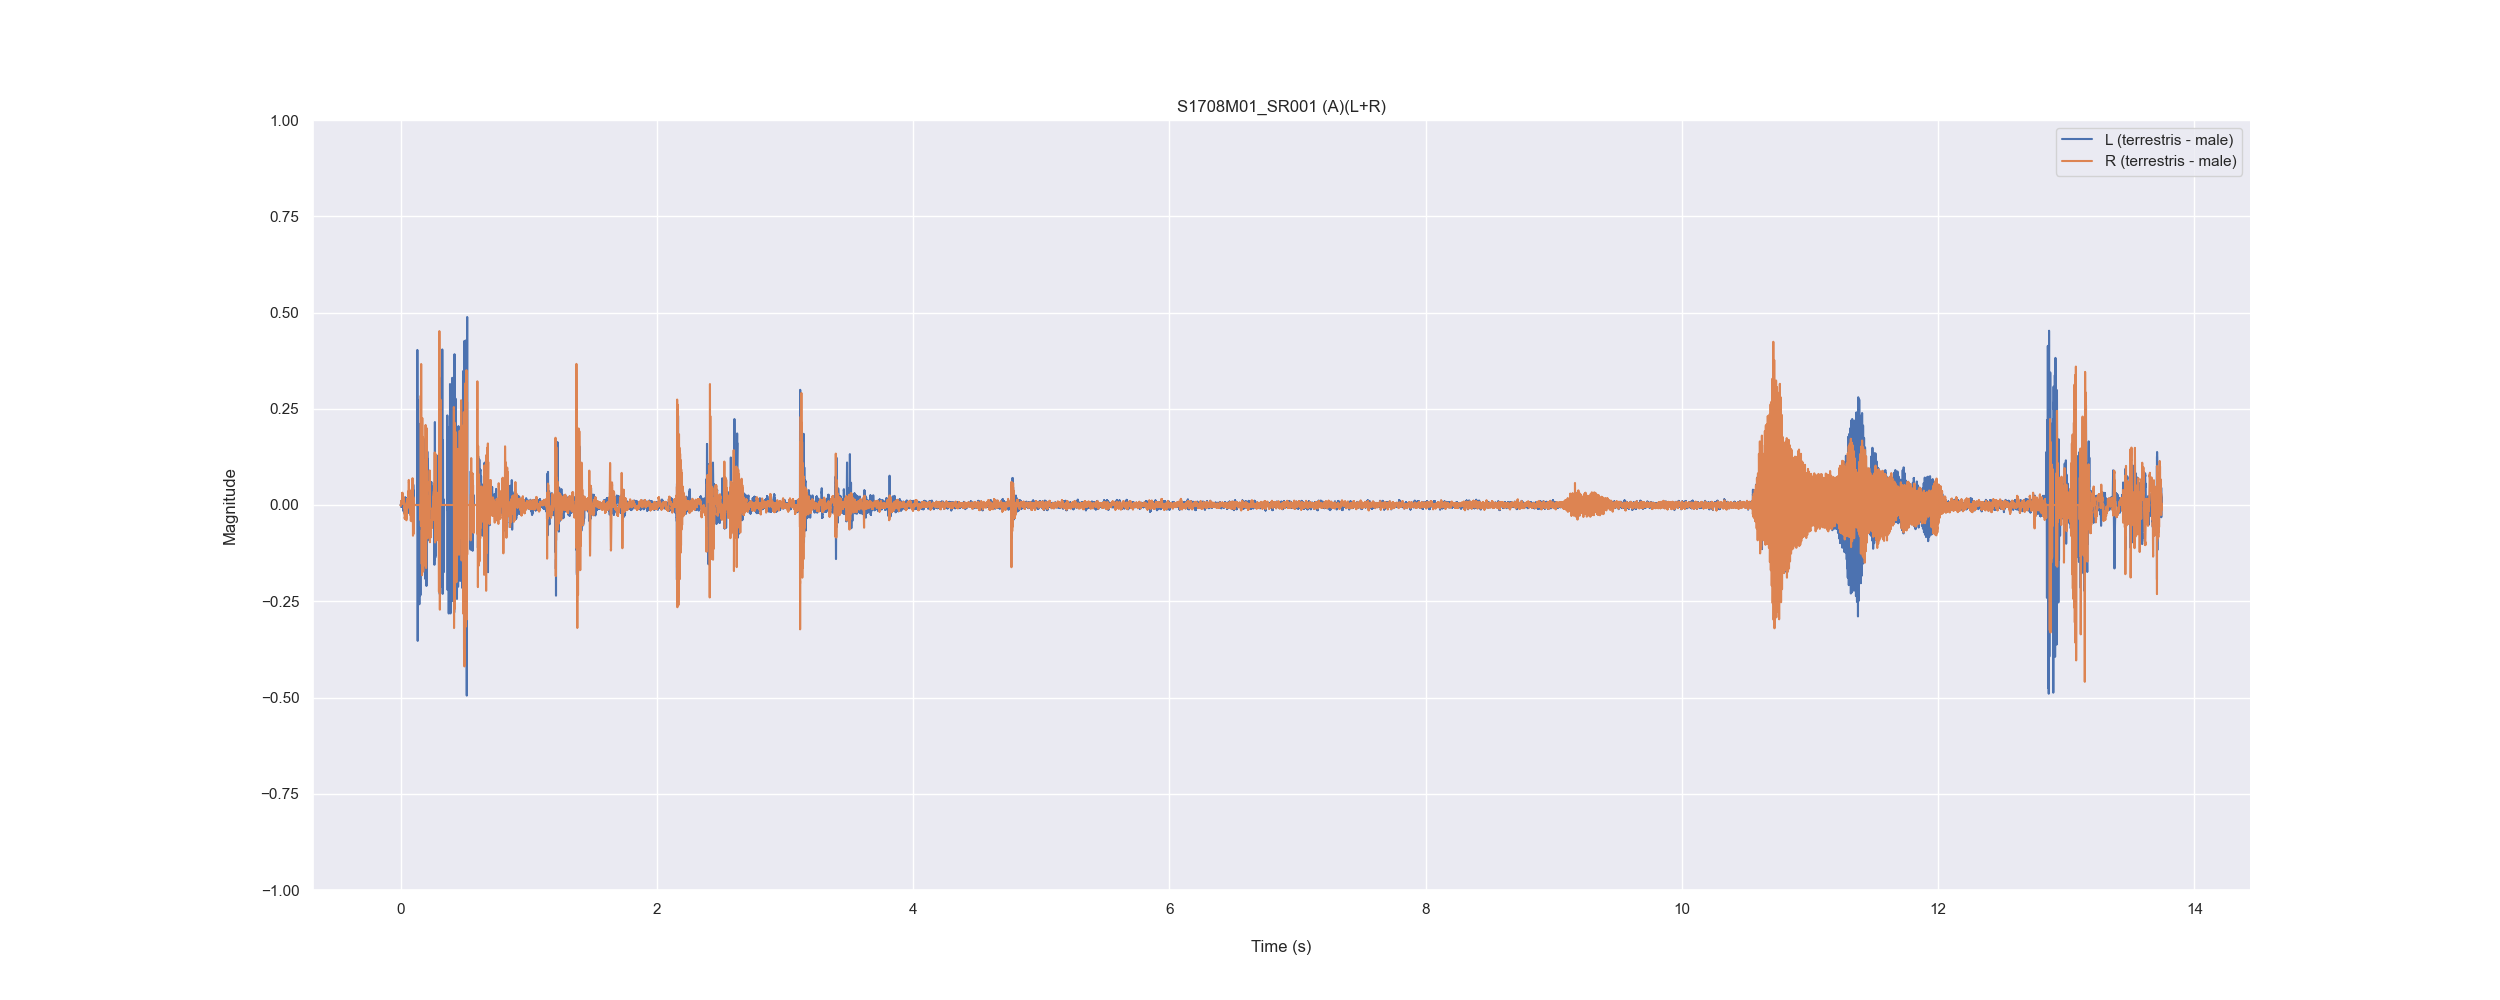 S1708M01_SR001 (A)(L+R)
L (terrestris - male)
R (terrestris - male)
1.00
0.75
0.50
0.25
0.00
−0.25
−0.50
−0.75
−1.00
Magnitude
0 2 4 6 8 10 12 14
Time (s)